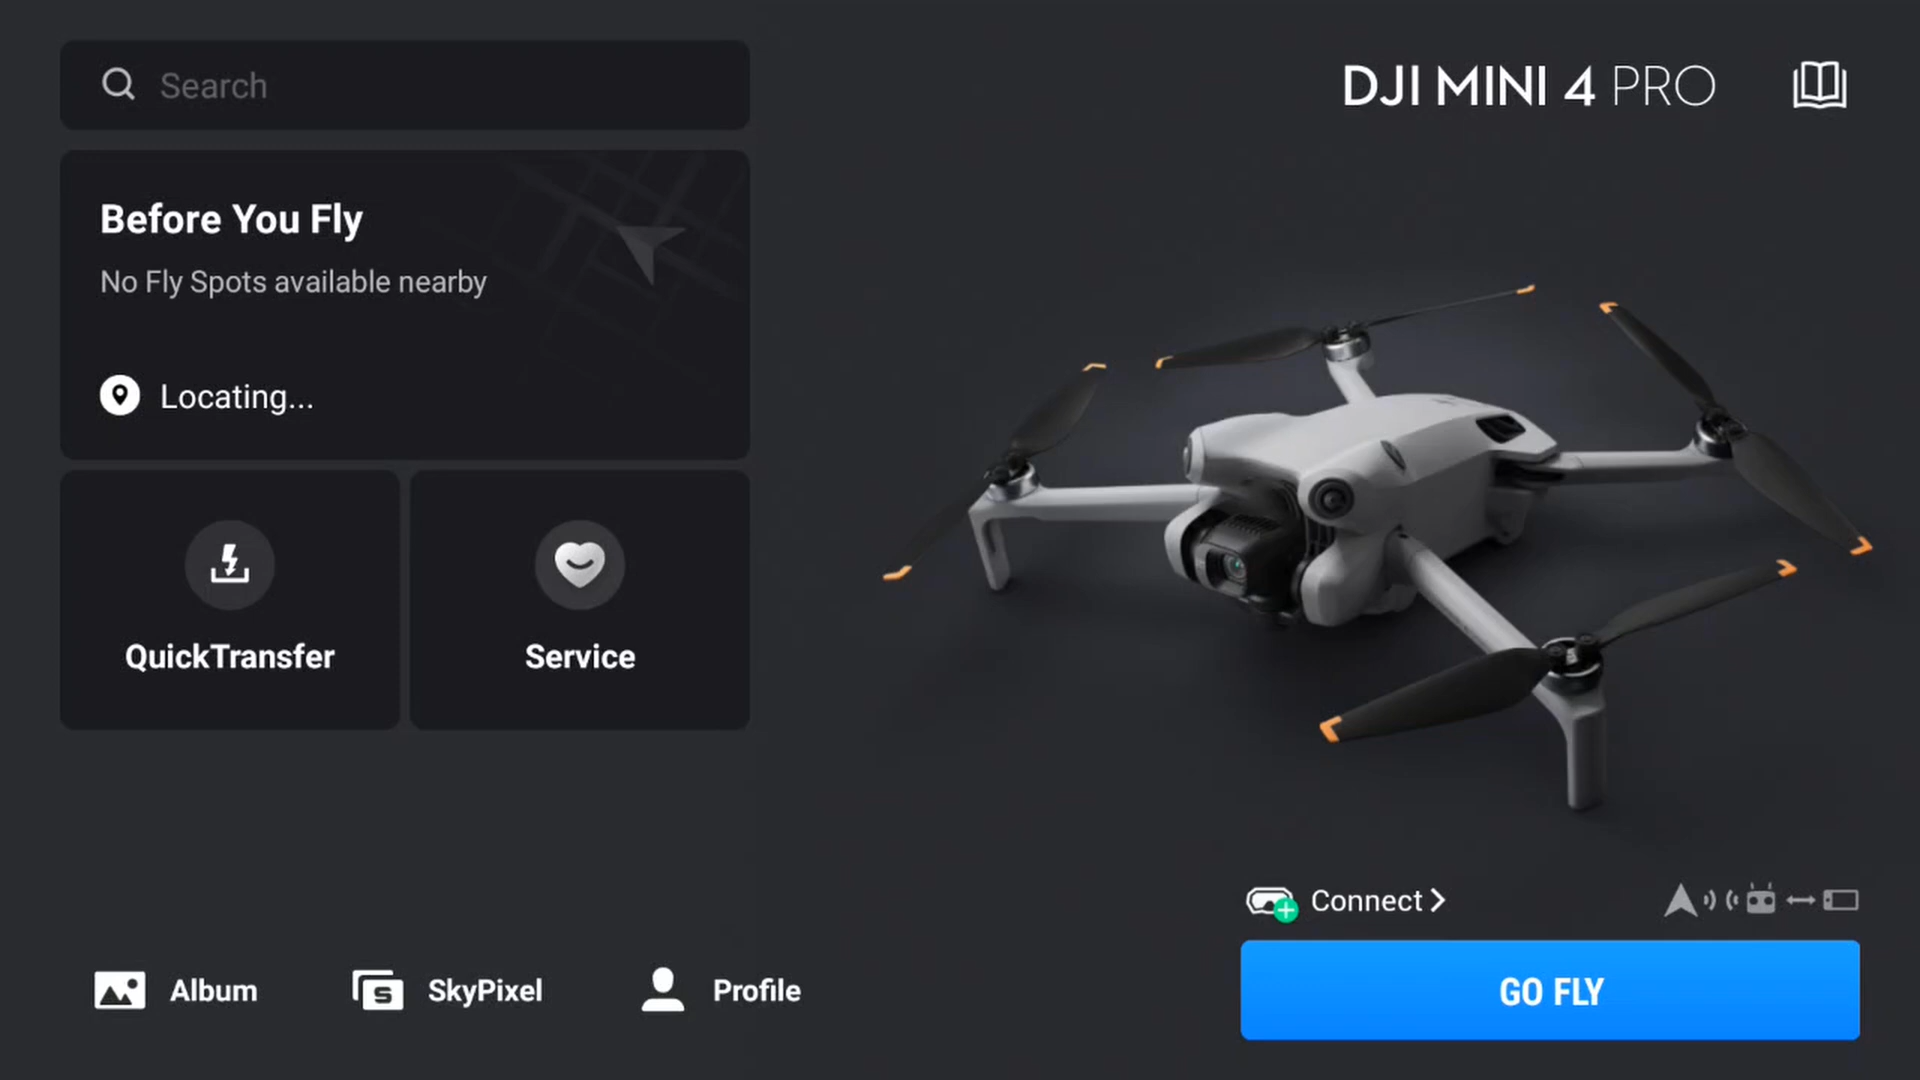 Search
DJI MINI 4 PRO
Before You Fly
No Fly Spots available nearby
Locating...
QuickTransfer
Service
Connect
Album
SkyPixel
Profile
GO FLY